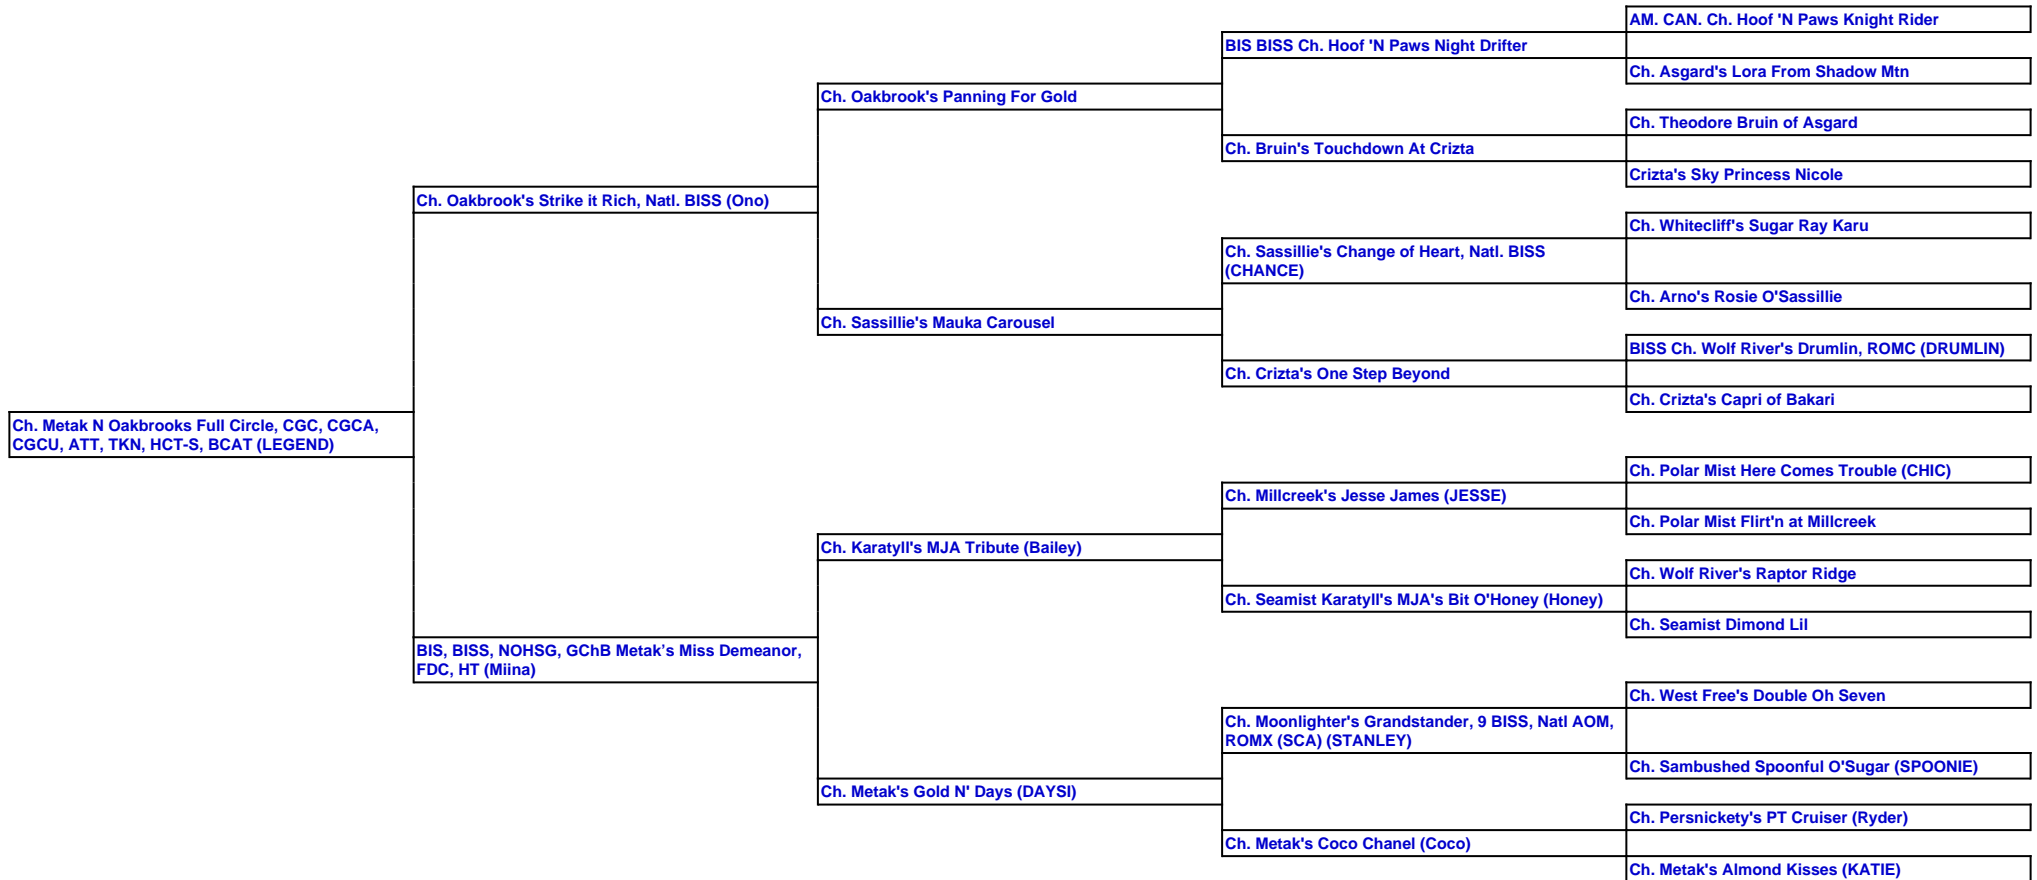 AM. CAN. Ch. Hoof 'N Paws Knight Rider
BIS BISS Ch. Hoof 'N Paws Night Drifter
Ch. Asgard's Lora From Shadow Mtn
Ch. Oakbrook's Panning For Gold
Ch. Theodore Bruin of Asgard
Ch. Bruin's Touchdown At Crizta
Crizta's Sky Princess Nicole
Ch. Oakbrook's Strike it Rich, Natl. BISS (Ono)
Ch. Whitecliff's Sugar Ray Karu
Ch. Sassillie's Change of Heart, Natl. BISS
(CHANCE)
Ch. Arno's Rosie O'Sassillie
Ch. Sassillie's Mauka Carousel
BISS Ch. Wolf River's Drumlin, ROMC (DRUMLIN)
Ch. Crizta's One Step Beyond
Ch. Crizta's Capri of Bakari
Ch. Metak N Oakbrooks Full Circle, CGC, CGCA,
CGCU, ATT, TKN, HCT-S, BCAT (LEGEND)
Ch. Polar Mist Here Comes Trouble (CHIC)
Ch. Millcreek's Jesse James (JESSE)
Ch. Polar Mist Flirt'n at Millcreek
Ch. Karatyll's MJA Tribute (Bailey)
Ch. Wolf River's Raptor Ridge
Ch. Seamist Karatyll's MJA's Bit O'Honey (Honey)
Ch. Seamist Dimond Lil
BIS, BISS, NOHSG, GChB Metak’s Miss Demeanor,
FDC, HT (Miina)
Ch. West Free's Double Oh Seven
Ch. Moonlighter's Grandstander, 9 BISS, Natl AOM,
ROMX (SCA) (STANLEY)
Ch. Sambushed Spoonful O'Sugar (SPOONIE)
Ch. Metak's Gold N' Days (DAYSI)
Ch. Persnickety's PT Cruiser (Ryder)
Ch. Metak's Coco Chanel (Coco)
Ch. Metak's Almond Kisses (KATIE)